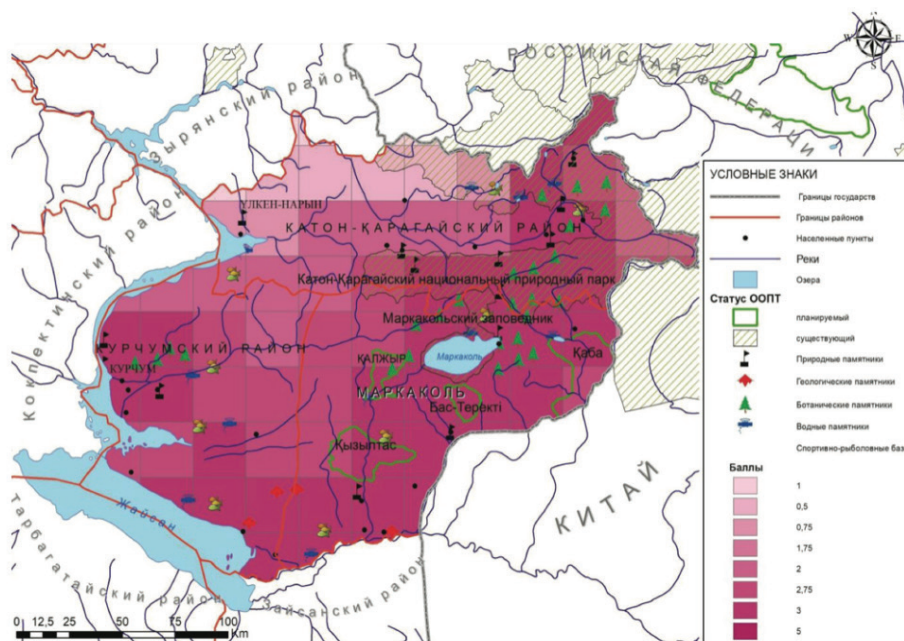 N
W
E
S
РОССИЙСКАЯ ФЕДЕРАЦИ
Зырянский район
Кокпектинский район
ҮЛКЕН-НАРЫН
КАТОН-КАРАГАЙСКИЙ РАЙОН
Катон-Карагайский национальный природный парк
Маркакольский заповедник
КУРЧУМСКИЙ РАЙОН
КУРЧУМ
ҚАЛЖЫР
Маркаколь
Каба
МАРКАКОЛЬ
Бас-Теректі
Қызылтас
КИТАЙ
Жайсан
Тарбагатайский район
Зайсанский район
0 12,5 25 50 75 100
Km
УСЛОВНЫЕ ЗНАКИ
Границы государств
Границы районов
Населенные пункты
Реки
Озера
Статус ООПТ
планируемый
существующий
Природные памятники
Геологические памятники
Ботанические памятники
Водные памятники
Спортивно-рыболовные баз
Баллы
1
0,5
0,75
1,75
2
2,75
3
5